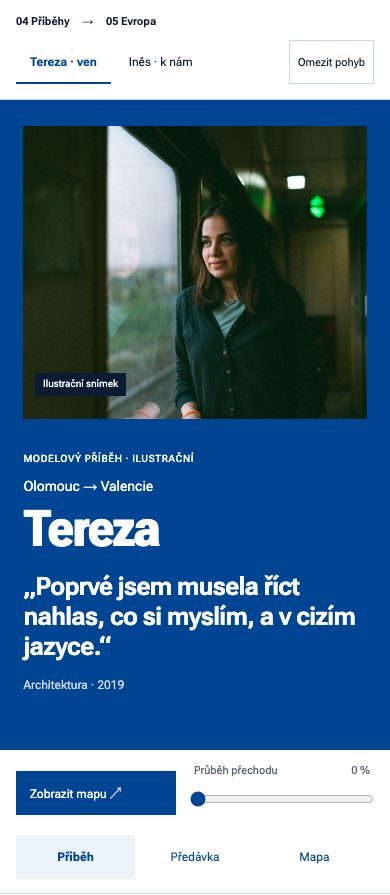 04 Příběhy → 05 Evropa
Tereza · ven
Inês · k nám
Omezit pohyb
Ilustrační snímek
MODELOVÝ PŘÍBĚH · ILUSTRAČNÍ
Olomouc → Valencie
Tereza
„Poprvé jsem musela říct
nahlas, co si myslím, a v cizím
jazyce.“
Architektura · 2019
Zobrazit mapu ↗
Průběh přechodu
0 %
Příběh
Předávka
Mapa